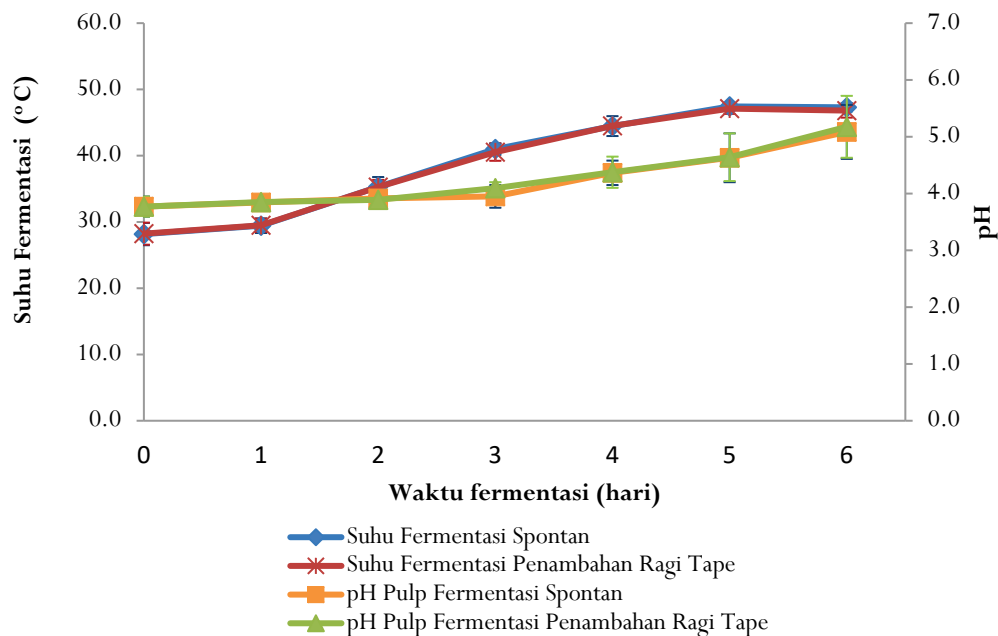 60.0
50.0
40.0
30.0
20.0
10.0
0.0
Suhu Fermentasi (°C)
7.0
6.0
5.0
4.0
3.0
2.0
1.0
0.0
pH
0 1 2 3 4 5 6
Waktu fermentasi (hari)
Suhu Fermentasi Spontan
Suhu Fermentasi Penambahan Ragi Tape
pH Pulp Fermentasi Spontan
pH Pulp Fermentasi Penambahan Ragi Tape